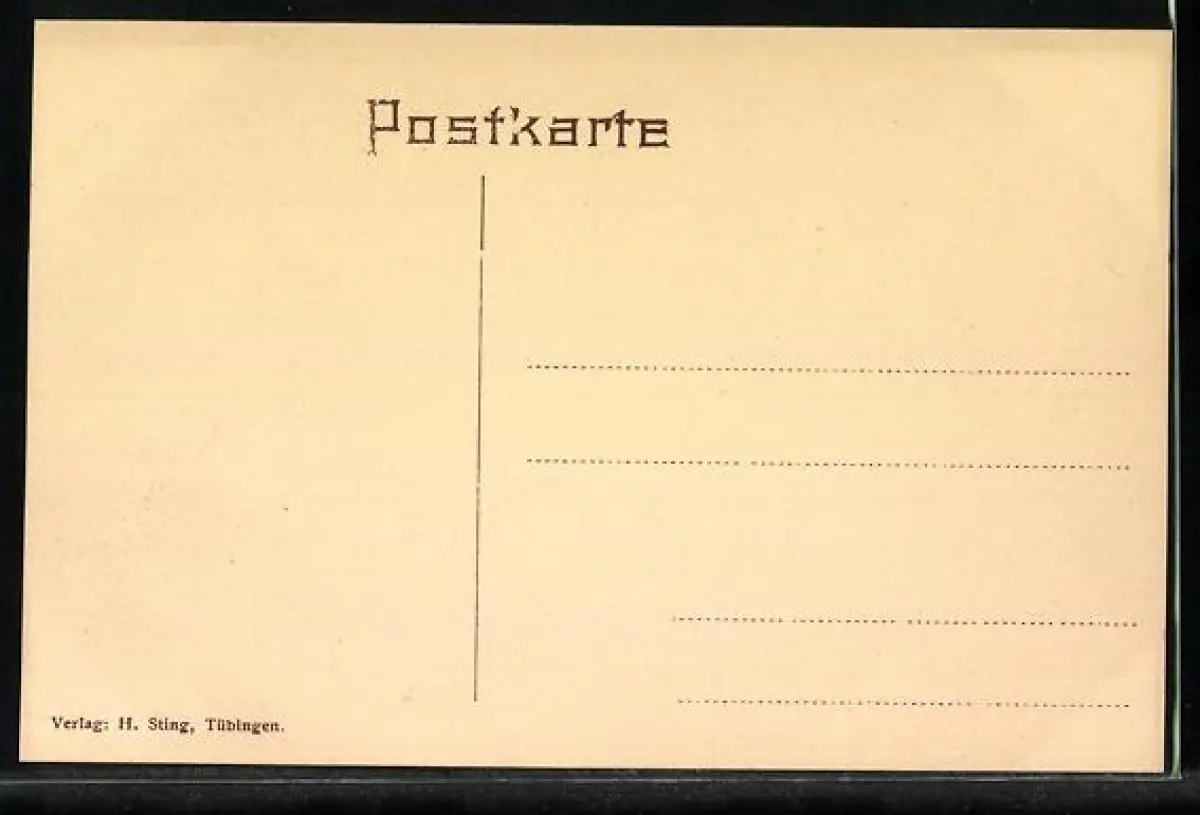 Postkarte
Verlag: H. Sting, Tübingen.